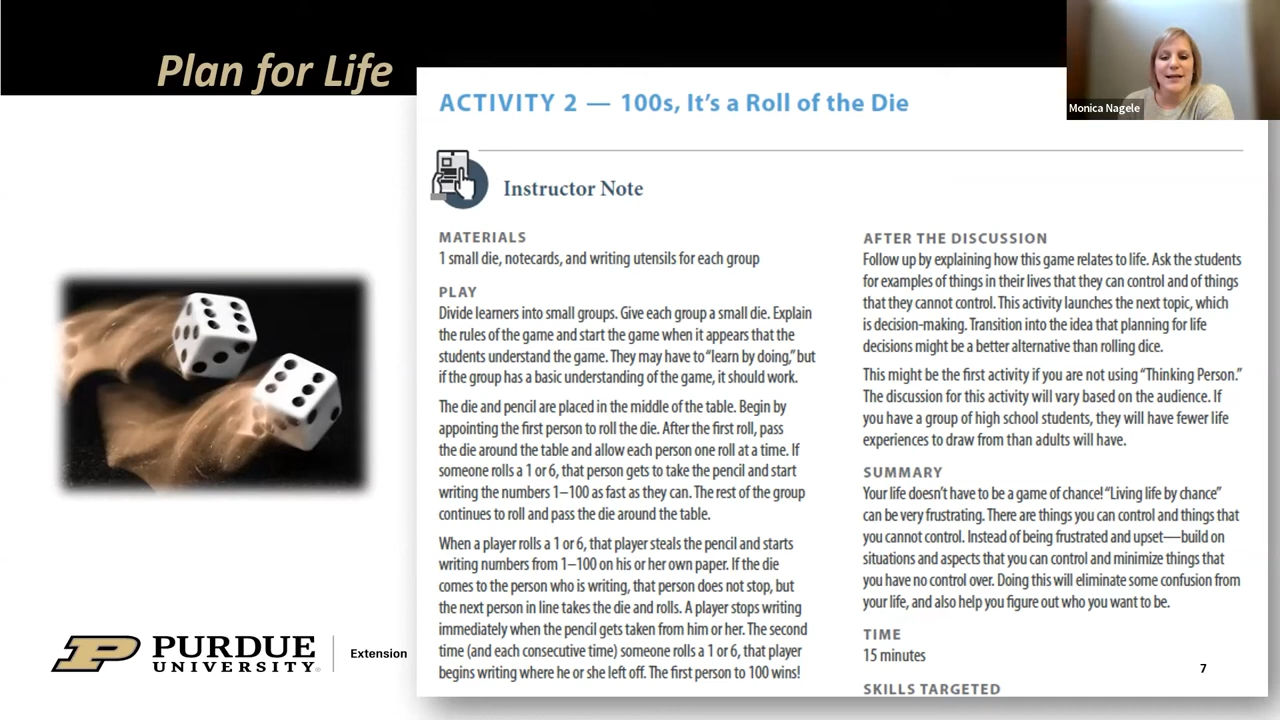 Plan for Life
Monica Nagele
ACTIVITY 2 — 100s, It's a Roll of the Die
Instructor Note
MATERIALS
1 small die, notecards, and writing utensils for each group
PLAY
Divide learners into small groups. Give each group a small die. Explain
the rules of the game and start the game when it appears that the
students understand the game. They may have to “learn by doing,” but
if the group has a basic understanding of the game, it should work.
The die and pencil are placed in the middle of the table. Begin by
appointing the first person to roll the die. After the first roll, pass
the die around the table and allow each person one roll at a time. If
someone rolls a 1 or 6, that person gets to take the pencil and start
writing the numbers 1–100 as fast as they can. The rest of the group
continues to roll and pass the die around the table.
When a player rolls a 1 or 6, that player steals the pencil and starts
writing numbers from 1–100 on his or her own paper. If the die
comes to the person who is writing, that person does not stop, but
the next person in line takes the die and rolls. A player stops writing
immediately when the pencil gets taken from him or her. The second
time (and each consecutive time) someone rolls a 1 or 6, that player
begins writing where he or she left off. The first person to 100 wins!
AFTER THE DISCUSSION
Follow up by explaining how this game relates to life. Ask the students
for examples of things in their lives that they can control and of things
that they cannot control. This activity launches the next topic, which
is decision-making. Transition into the idea that planning for life
decisions might be a better alternative than rolling dice.
This might be the first activity if you are not using “Thinking Person.”
The discussion for this activity will vary based on the audience. If
you have a group of high school students, they will have fewer life
experiences to draw from than adults will have.
SUMMARY
Your life doesn't have to be a game of chance! “Living life by chance”
can be very frustrating. There are things you can control and things that
you cannot control. Instead of being frustrated and upset—build on
situations and aspects that you can control and minimize things that
you have no control over. Doing this will eliminate some confusion from
your life, and also help you figure out who you want to be.
TIME
15 minutes
SKILLS TARGETED
PURDUE
UNIVERSITY®
Extension
7